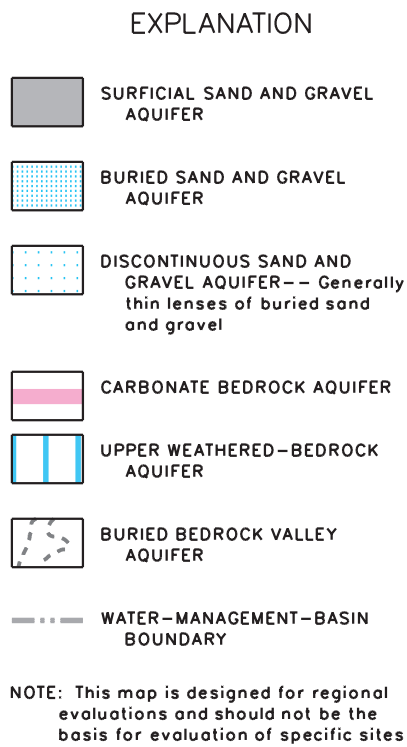 EXPLANATION
SURFICIAL SAND AND GRAVEL
AQUIFER
BURIED SAND AND GRAVEL
AQUIFER
DISCONTINUOUS SAND AND
GRAVEL AQUIFER–– Generally
thin lenses of buried sand
and gravel
CARBONATE BEDROCK AQUIFER
UPPER WEATHERED–BEDROCK
AQUIFER
BURIED BEDROCK VALLEY
AQUIFER
WATER–MANAGEMENT–BASIN
BOUNDARY
NOTE: This map is designed for regional
evaluations and should not be the
basis for evaluation of specific sites